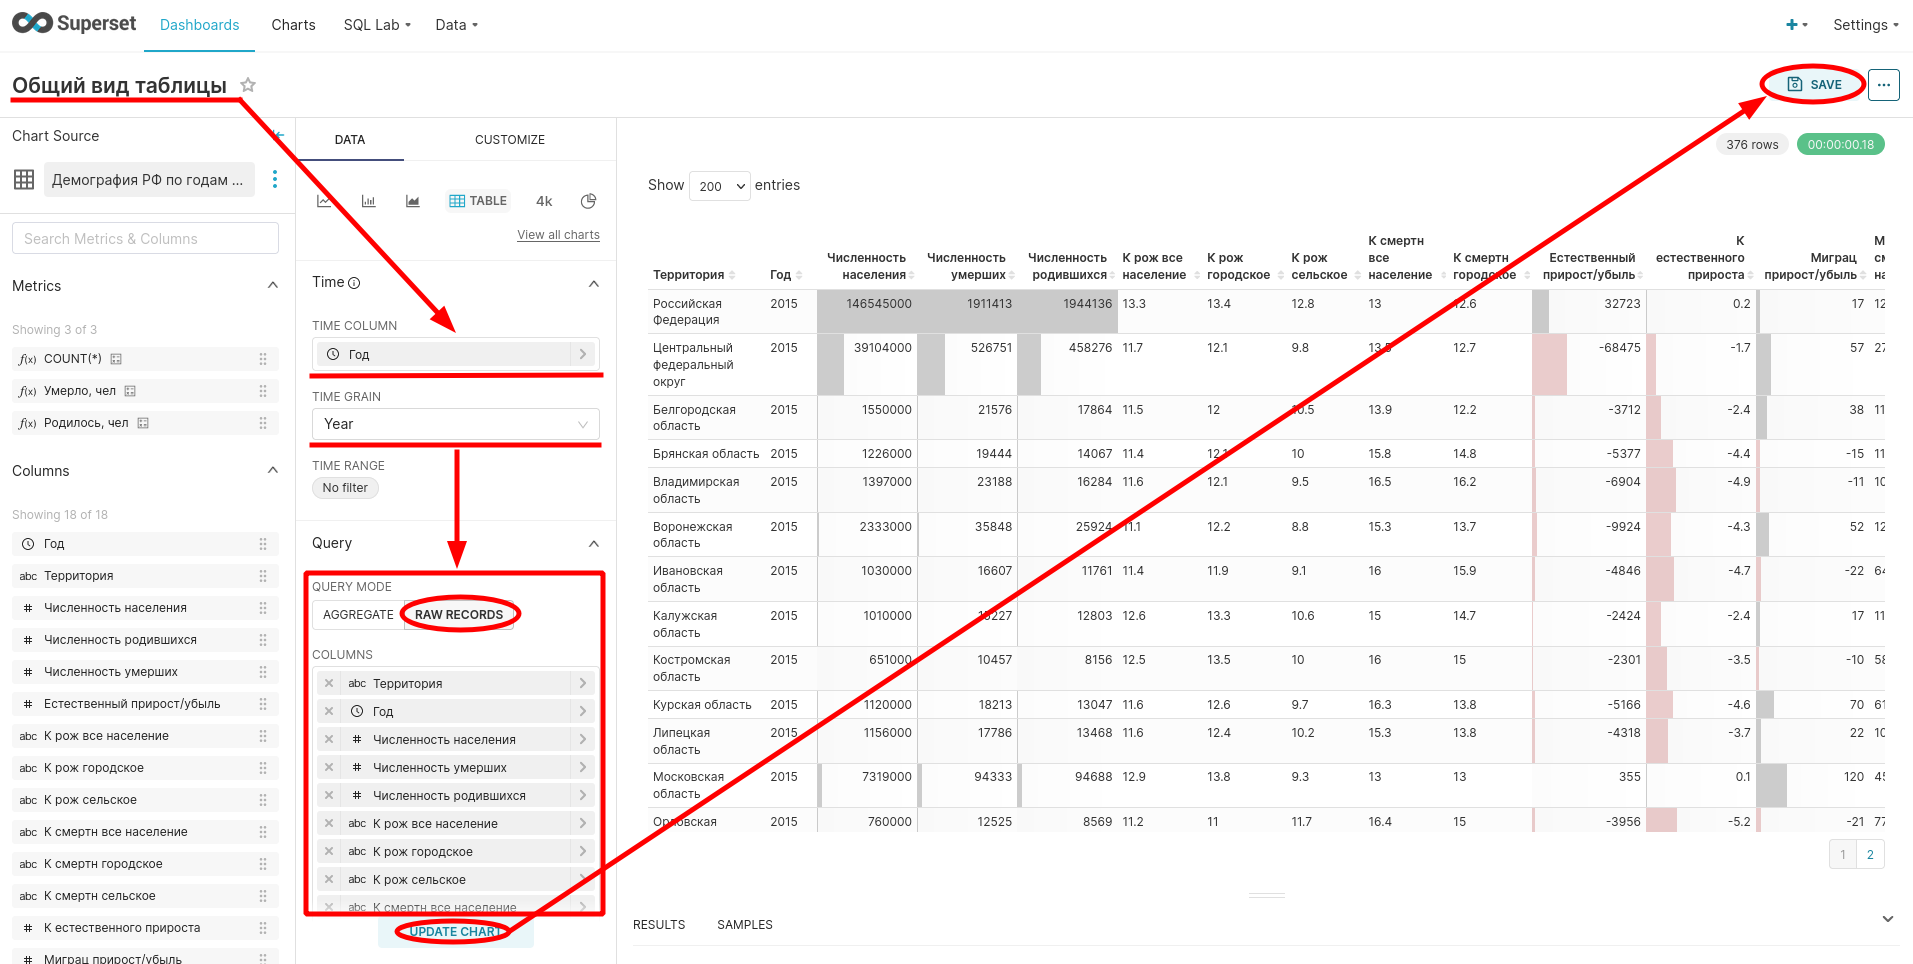 Superset Dashboards Charts SQL Lab Data Settings
Общий вид таблицы
SAVE
Chart Source
Демография РФ по годам ...
Search Metrics & Columns
Metrics
Showing 3 of 3
f(x) COUNT(*)
f(x) Умерло, чел
f(x) Родилось, чел
Columns
Showing 18 of 18
Год
abc Территория
# Численность населения
# Численность родившихся
# Численность умерших
# Естественный прирост/убыль
abc К рож все население
abc К рож городское
abc К рож сельское
abc К смертн все население
abc К смертн городское
abc К смертн сельское
# К естественного прироста
# Миграц прирост/убыль
DATA CUSTOMIZE
TABLE 4k
View all charts
Time
TIME COLUMN
Год
TIME GRAIN
Year
TIME RANGE
No filter
Query
QUERY MODE
AGGREGATE RAW RECORDS
COLUMNS
abc Территория
Год
# Численность населения
# Численность умерших
# Численность родившихся
abc К рож все население
abc К рож городское
abc К рож сельское
abc К смертн все население
UPDATE CHART
376 rows 00:00:00.18
Show 200 entries
Территория Год Численность населения Численность умерших Численность родившихся К рож все население К рож городское К рож сельское К смертн все население К смертн городское Естественный прирост/убыль К естественного прироста Миграц прирост/убыль
Российская Федерация 2015 146545000 1911413 1944136 13.3 13.4 12.8 13 12.6 32723 0.2 17
Центральный федеральный округ 2015 39104000 526751 458276 11.7 12.1 9.8 12.7 -68475 -1.7 57
Белгородская область 2015 1550000 21576 17864 11.5 12 10.5 13.9 12.2 -3712 -2.4 38
Брянская область 2015 1226000 19444 14067 11.4 10 15.8 14.8 -5377 -4.4 -15
Владимирская область 2015 1397000 23188 16284 11.6 12.1 9.5 16.5 16.2 -6904 -4.9 -11
Воронежская область 2015 2333000 35848 25924 11.1 12.2 8.8 15.3 13.7 -9924 -4.3 52
Ивановская область 2015 1030000 16607 11761 11.4 11.9 9.1 16 15.9 -4846 -4.7 -22
Калужская область 2015 1010000 15227 12803 12.6 13.3 10.6 15 14.7 -2424 -2.4 17
Костромская область 2015 651000 10457 8156 12.5 13.5 10 16 15 -2301 -3.5 -10
Курская область 2015 1120000 18213 13047 11.6 12.6 9.7 16.3 13.8 -5166 -4.6 70
Липецкая область 2015 1156000 17786 13468 11.6 12.4 10.2 15.3 13.8 -4318 -3.7 22
Московская область 2015 7319000 94333 94688 12.9 13.8 9.3 13 13 355 0.1 120
Орловская 2015 760000 12525 8569 11.2 11 11.7 16.4 15 -3956 -5.2 -21
1 2
RESULTS SAMPLES